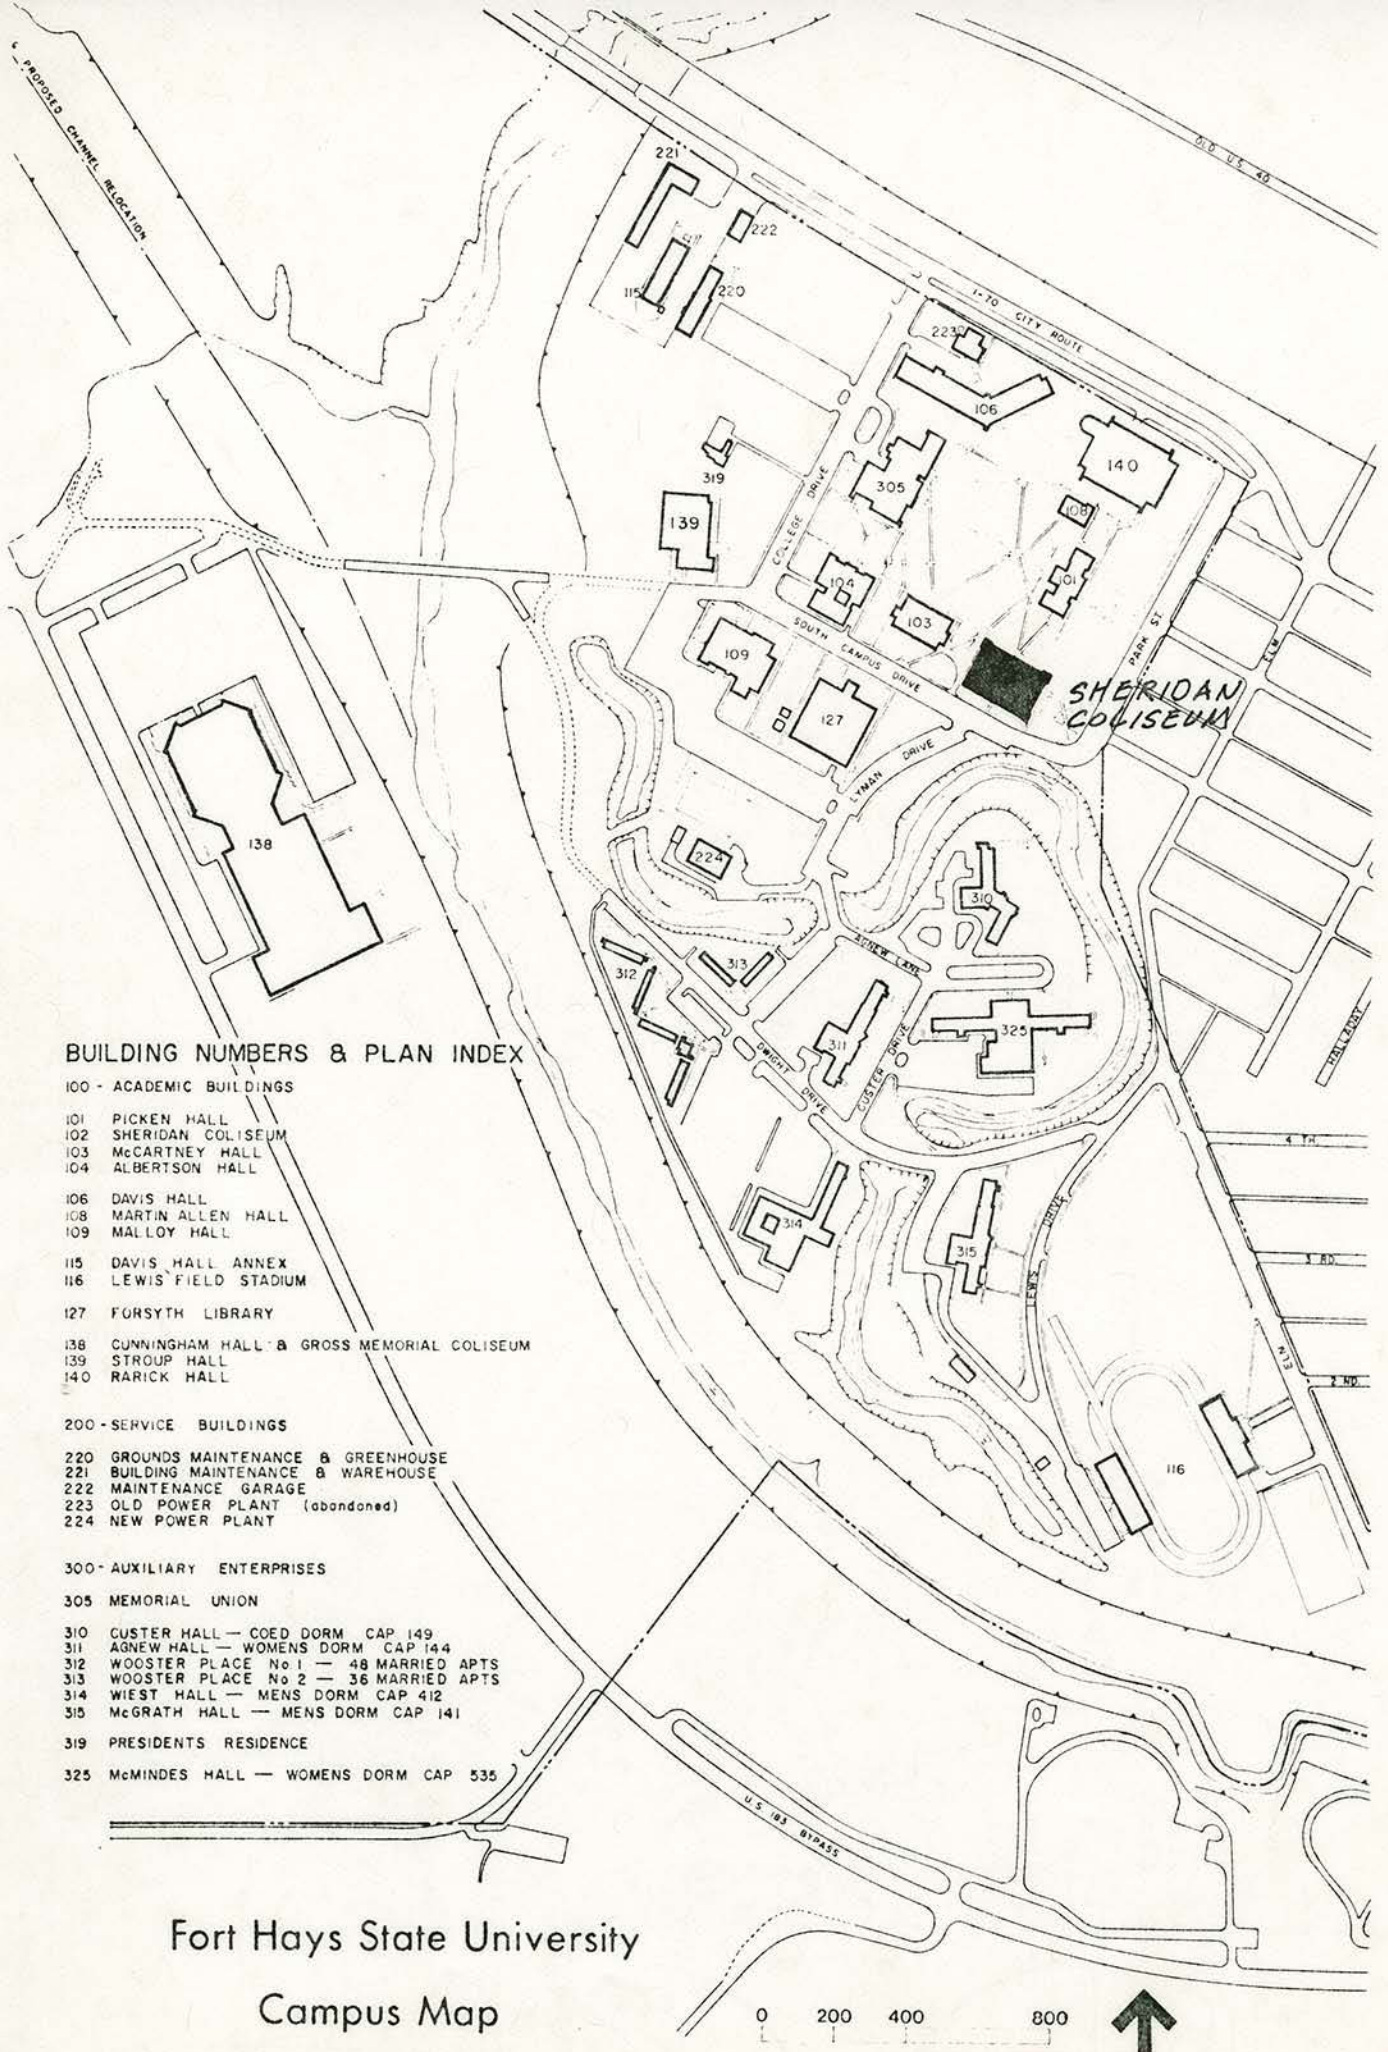 PROPOSED CHANNEL RELOCATION
OLD U.S. 40
221
222
115
220
I-70 CITY ROUTE
223
106
140
319
305
108
139
COLLEGE DRIVE
104
101
103
SOUTH CAMPUS DRIVE
PARK ST.
ELM
109
127
SHERIDAN
COLISEUM
LYMAN DRIVE
138
224
310
AGNEW LANE
312
313
325
311
HALLADAY
DWIGHT DRIVE
CUSTER DRIVE
4 TH.
314
315
LEWIS DRIVE
3 RD.
ELM
2 ND.
116
BUILDING NUMBERS & PLAN INDEX
100 - ACADEMIC BUILDINGS
101 PICKEN HALL
102 SHERIDAN COLISEUM
103 McCARTNEY HALL
104 ALBERTSON HALL
106 DAVIS HALL
108 MARTIN ALLEN HALL
109 MALLOY HALL
115 DAVIS HALL ANNEX
116 LEWIS FIELD STADIUM
127 FORSYTH LIBRARY
138 CUNNINGHAM HALL & GROSS MEMORIAL COLISEUM
139 STROUP HALL
140 RARICK HALL
200 - SERVICE BUILDINGS
220 GROUNDS MAINTENANCE & GREENHOUSE
221 BUILDING MAINTENANCE & WAREHOUSE
222 MAINTENANCE GARAGE
223 OLD POWER PLANT (abandoned)
224 NEW POWER PLANT
300 - AUXILIARY ENTERPRISES
305 MEMORIAL UNION
310 CUSTER HALL — COED DORM CAP 149
311 AGNEW HALL — WOMENS DORM CAP 144
312 WOOSTER PLACE No 1 — 48 MARRIED APTS
313 WOOSTER PLACE No 2 — 36 MARRIED APTS
314 WIEST HALL — MENS DORM CAP 412
315 McGRATH HALL — MENS DORM CAP 141
319 PRESIDENTS RESIDENCE
325 McMINDES HALL — WOMENS DORM CAP 535
U.S. 183 BYPASS
Fort Hays State University
Campus Map
0 200 400 800